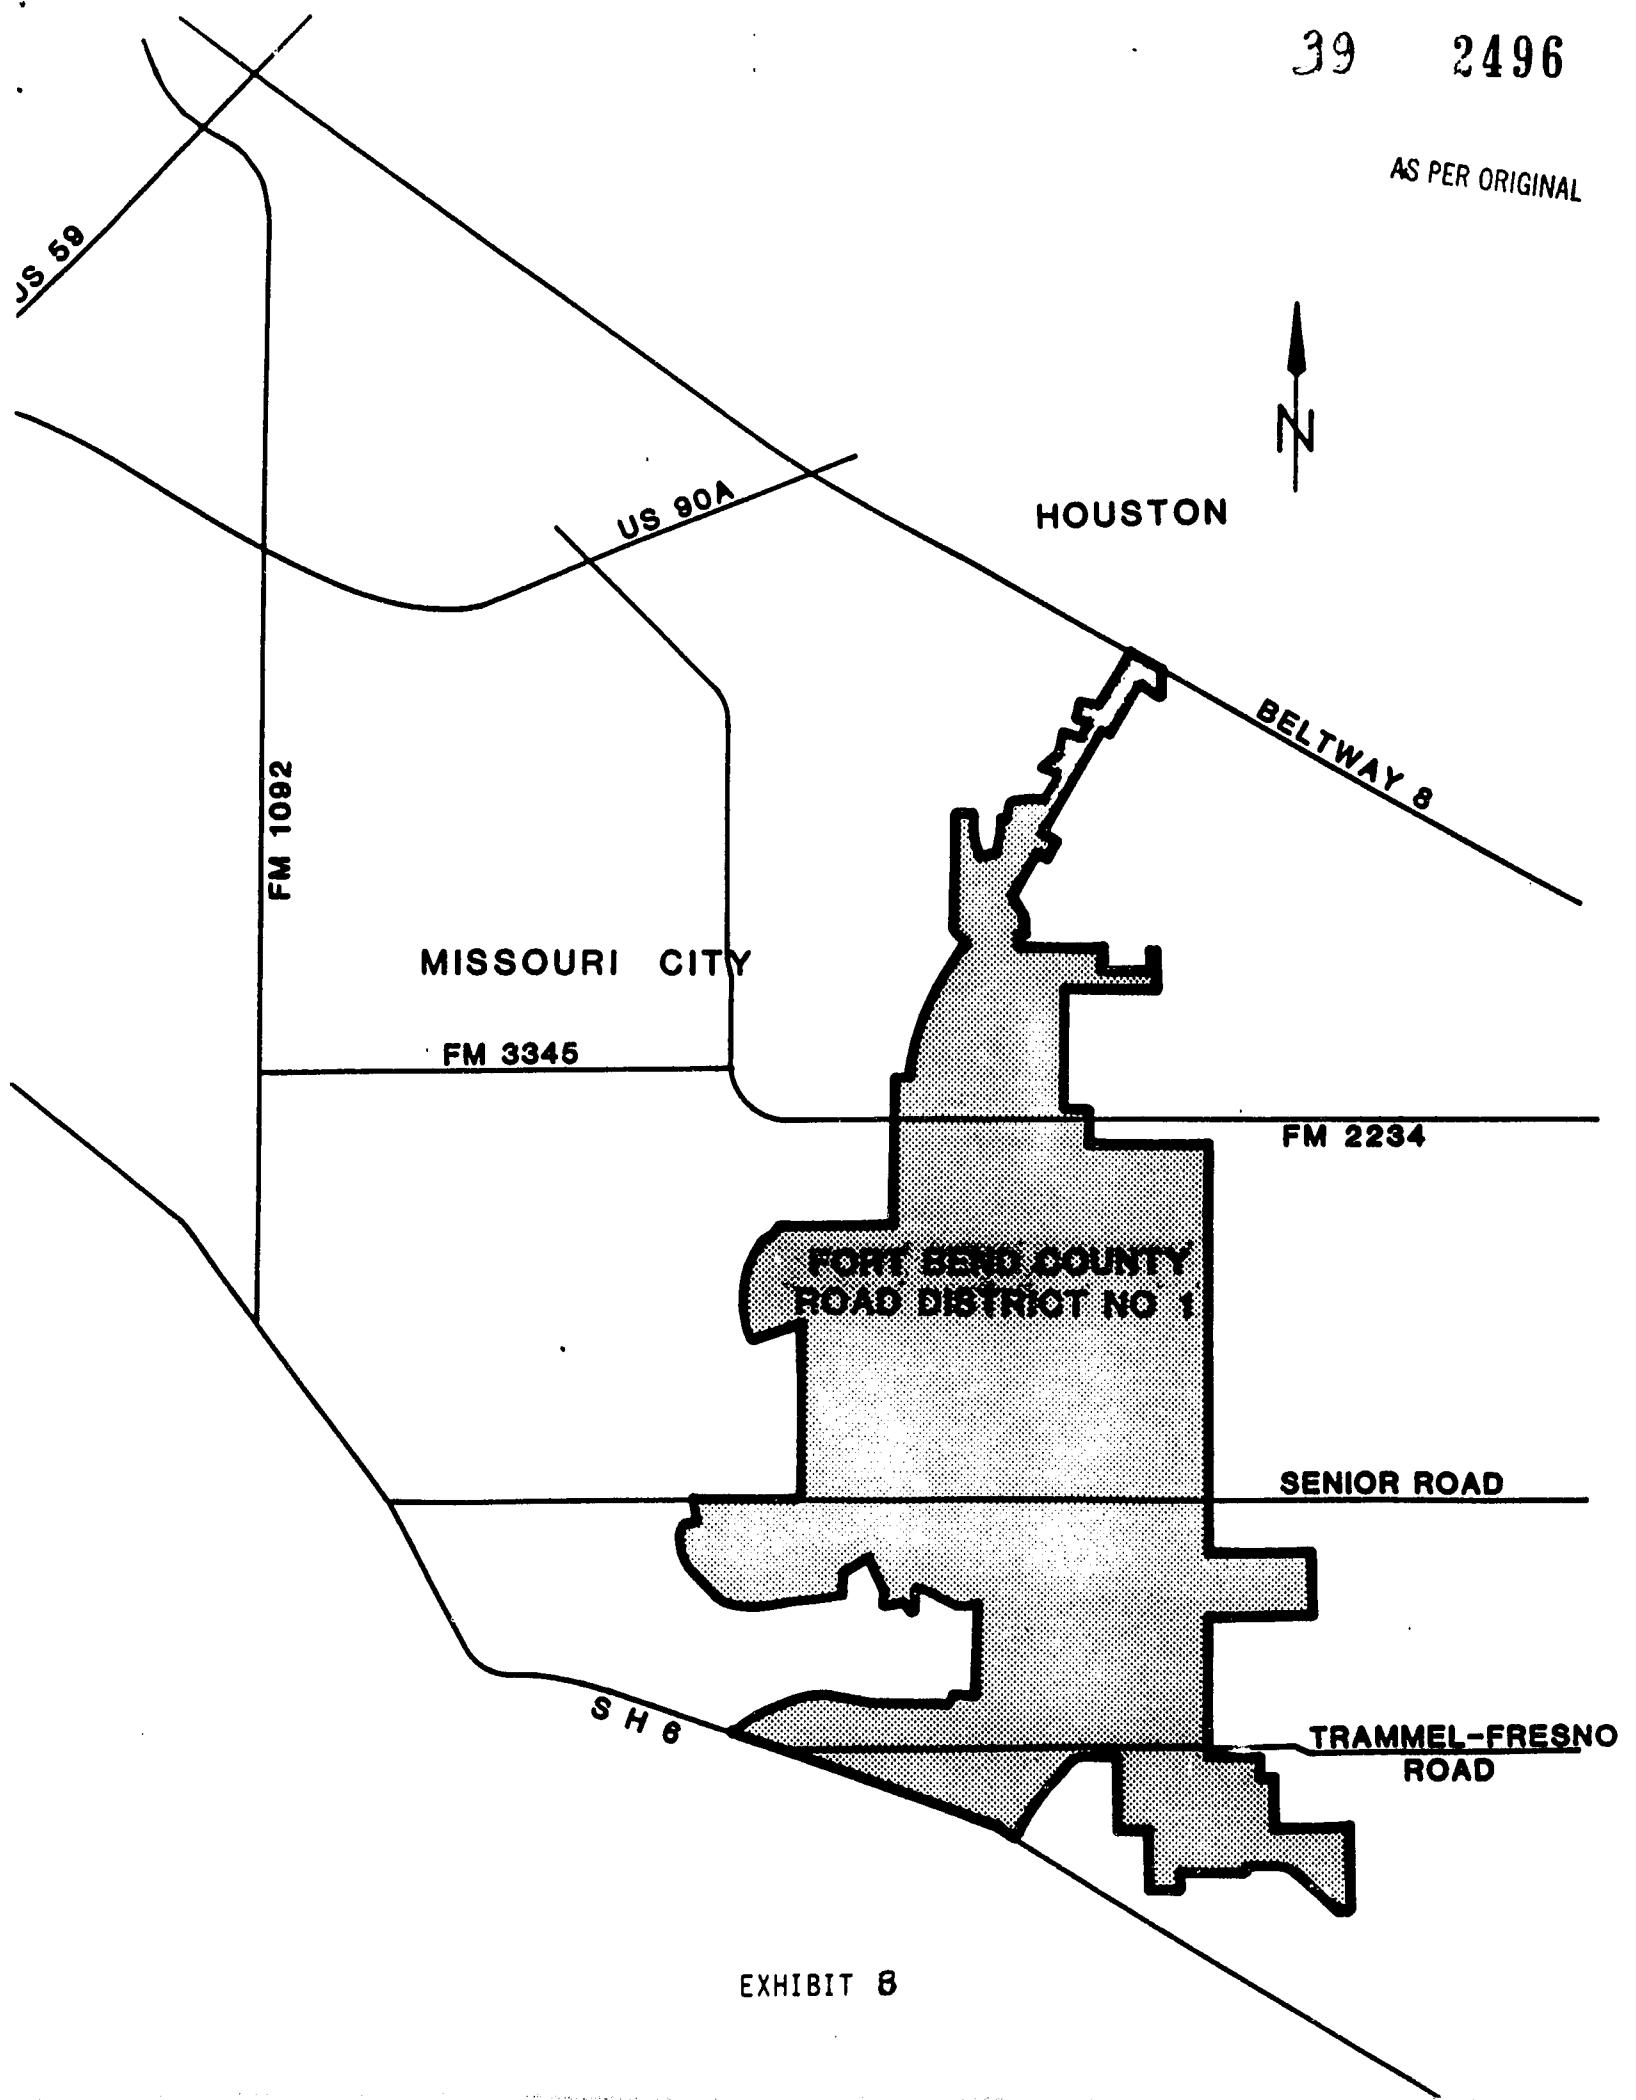 39 2496
AS PER ORIGINAL
US 59
N
US 90A
HOUSTON
BELTWAY 8
FM 1092
MISSOURI CITY
FM 3345
FM 2234
FORT BEND COUNTY
ROAD DISTRICT NO 1
SENIOR ROAD
S H 6
TRAMMEL-FRESNO
ROAD
EXHIBIT 8